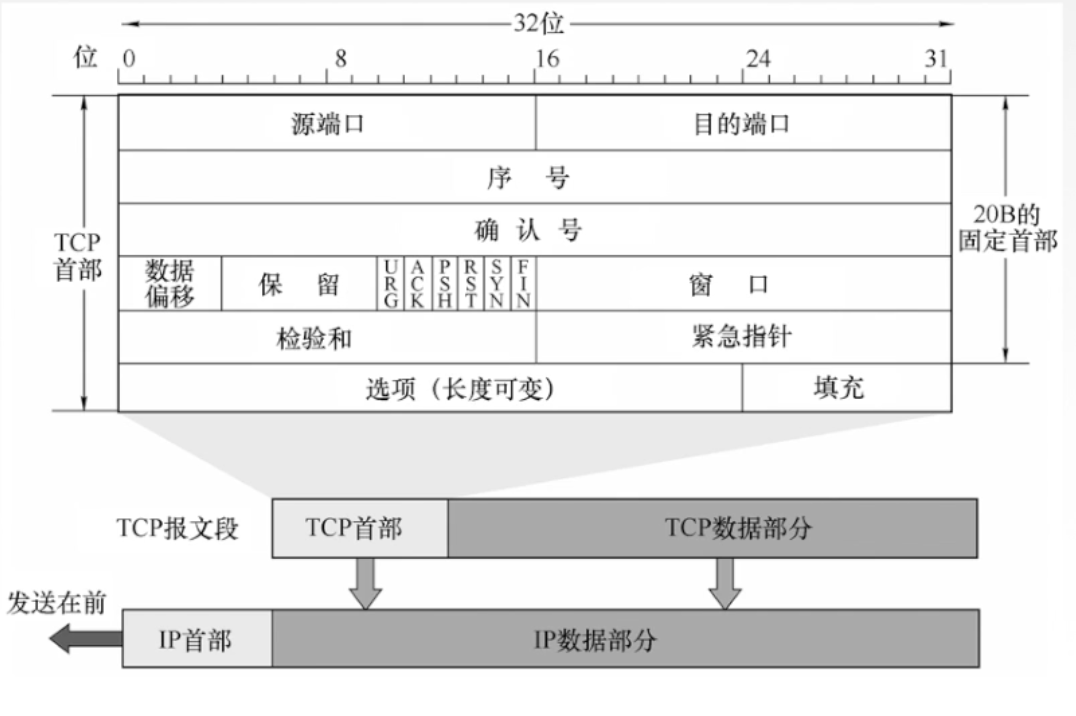 32位
位 0 8 16 24 31
源端口 目的端口
序 号
确 认 号
TCP
首部
20B的
固定首部
数据
偏移
保 留
URG
ACK
PSH
RST
SYN
FIN
窗 口
检验和 紧急指针
选项（长度可变） 填充
TCP报文段 TCP首部 TCP数据部分
发送在前
IP首部 IP数据部分